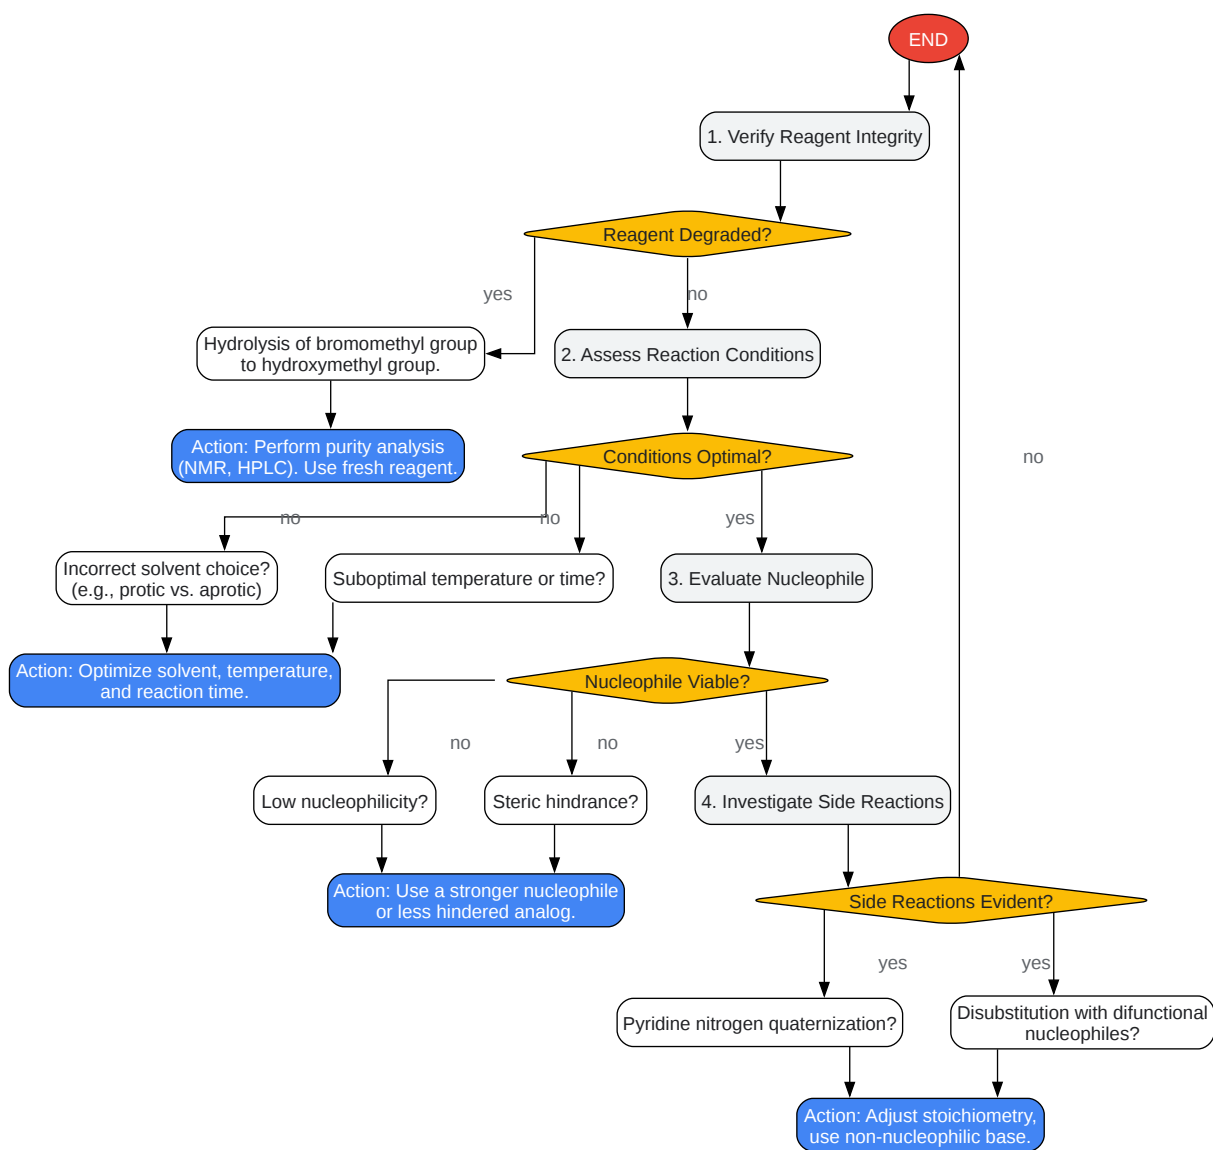 END
1. Verify Reagent Integrity
Reagent Degraded?
yes
no
Hydrolysis of bromomethyl group
to hydroxymethyl group.
2. Assess Reaction Conditions
Action: Perform purity analysis
(NMR, HPLC). Use fresh reagent.
Conditions Optimal?
no
no
no
yes
Incorrect solvent choice?
(e.g., protic vs. aprotic)
Suboptimal temperature or time?
3. Evaluate Nucleophile
Action: Optimize solvent, temperature,
and reaction time.
Nucleophile Viable?
no
no
yes
Low nucleophilicity?
Steric hindrance?
4. Investigate Side Reactions
Action: Use a stronger nucleophile
or less hindered analog.
Side Reactions Evident?
yes
yes
Pyridine nitrogen quaternization?
Disubstitution with difunctional
nucleophiles?
Action: Adjust stoichiometry,
use non-nucleophilic base.